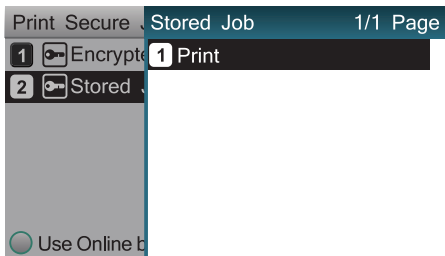 Print Secure
Stored Job 1/1 Page
1 Encrypte
1 Print
2 Stored
Use Online b